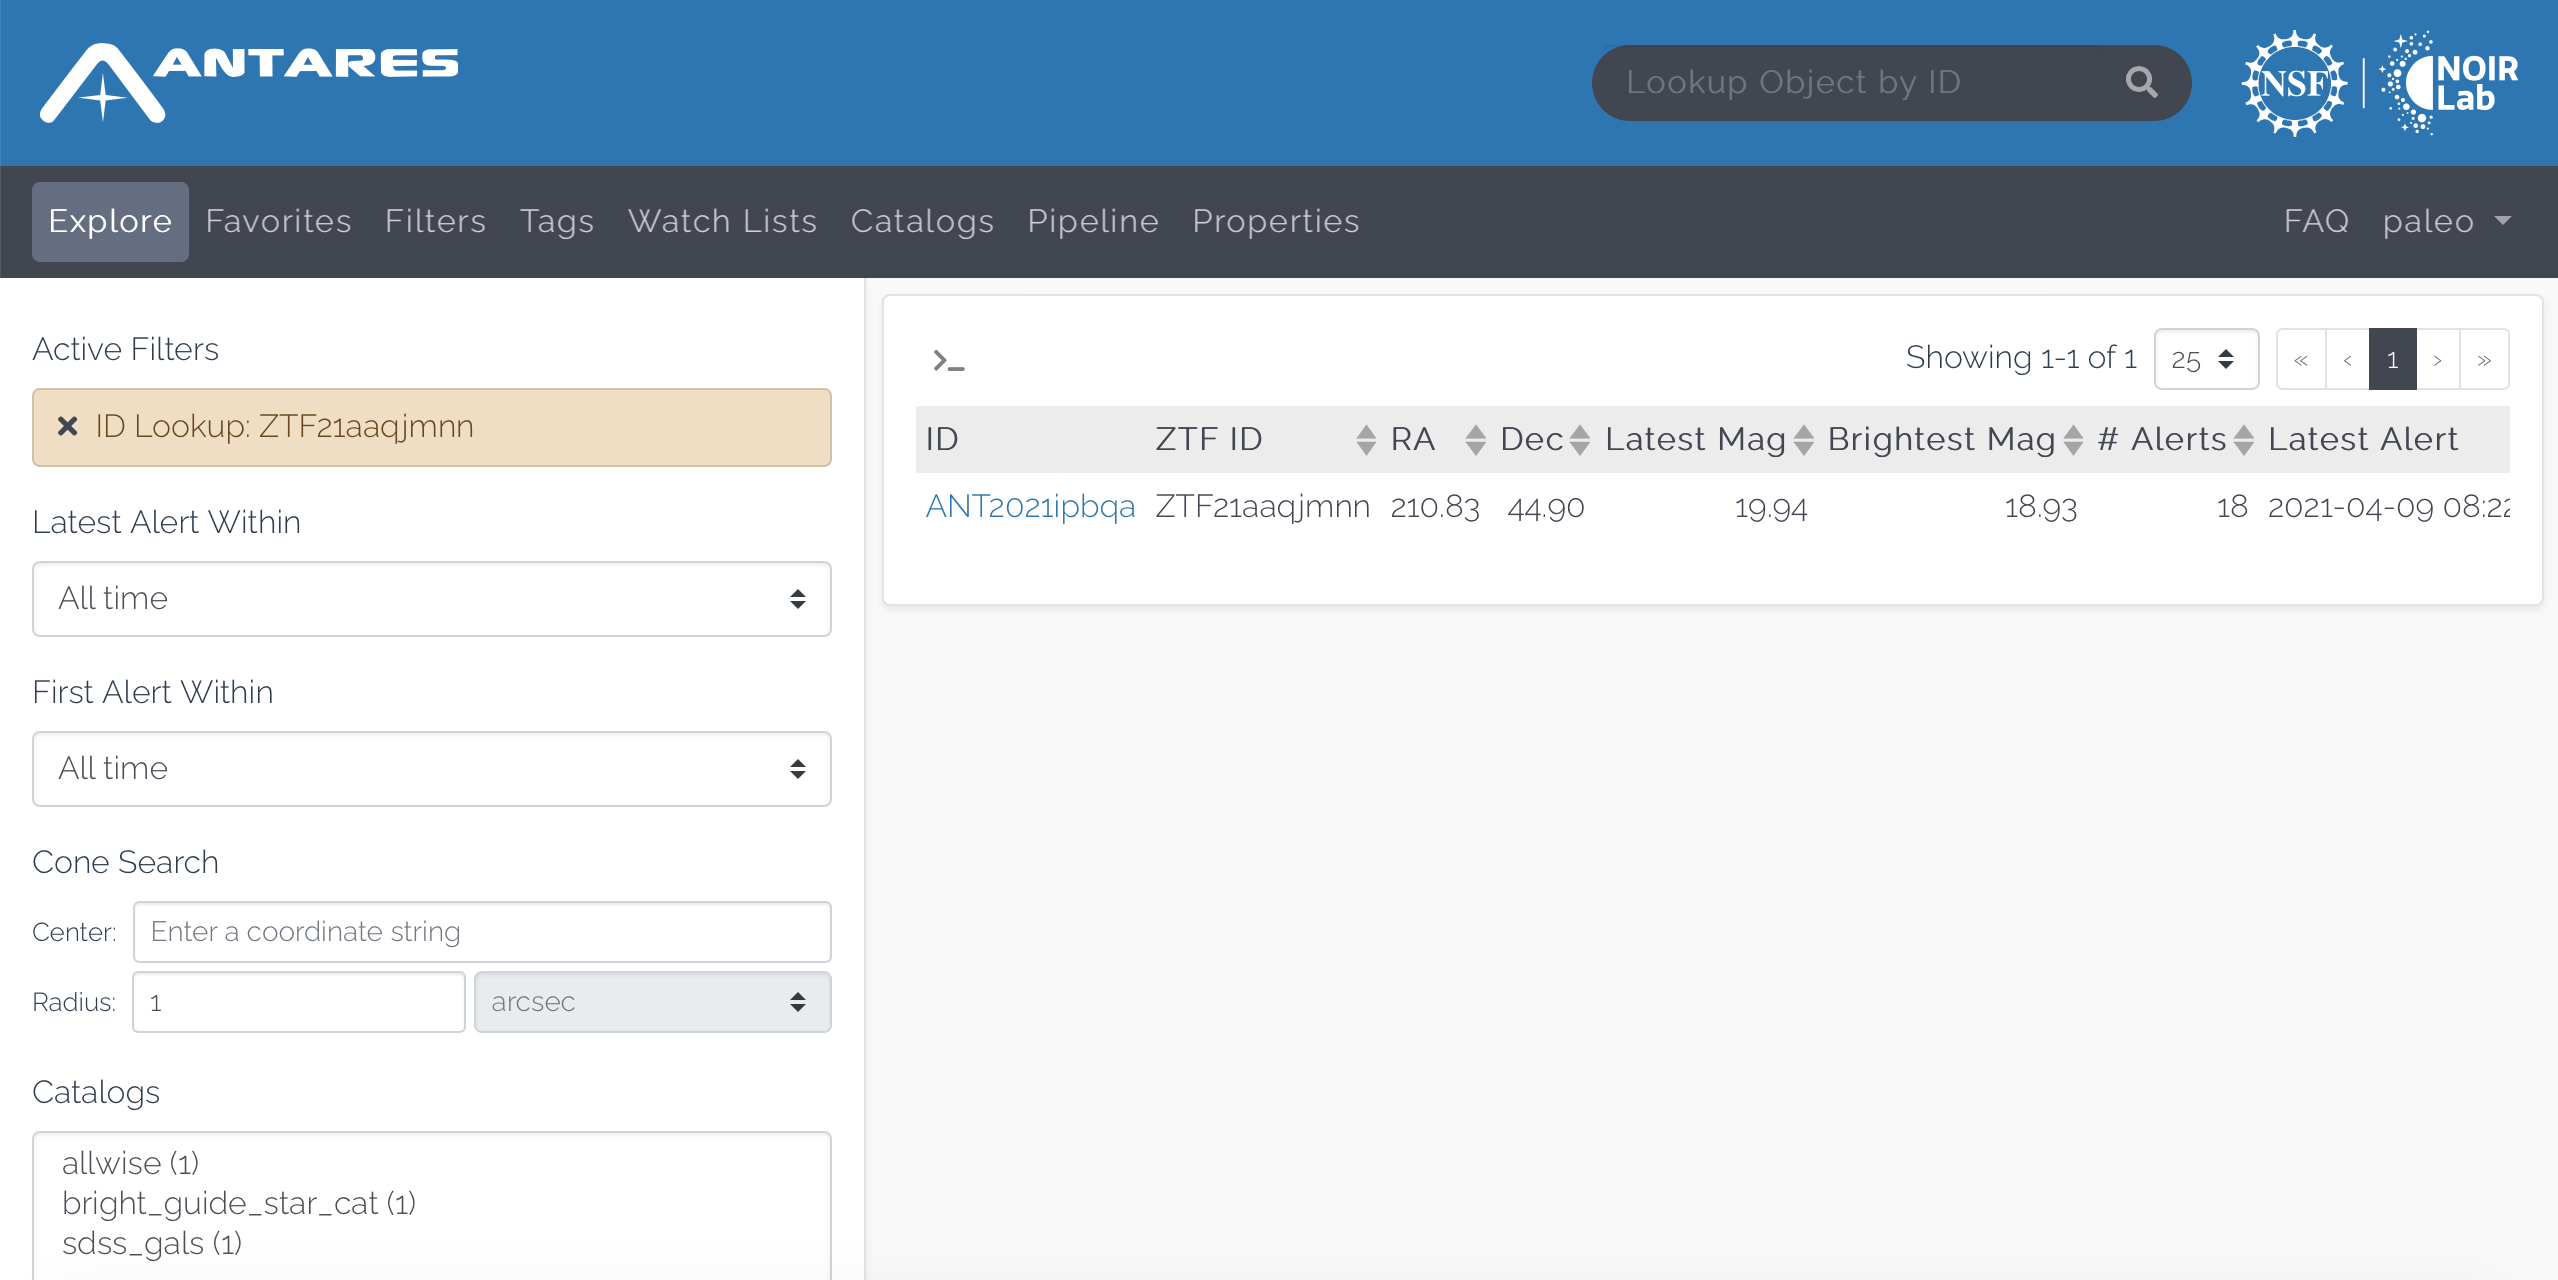 ANTARES
Lookup Object by ID
NSF
NOIR
Lab
Explore Favorites Filters Tags Watch Lists Catalogs Pipeline Properties FAQ paleo
Active Filters
ID Lookup: ZTF21aaqjmnn
Latest Alert Within
All time
First Alert Within
All time
Cone Search
Center: Enter a coordinate string
Radius: 1 arcsec
Catalogs
allwise (1)
bright_guide_star_cat (1)
sdss_gals (1)
>_ Showing 1-1 of 1 25 « ‹ 1 › »
ID ZTF ID RA Dec Latest Mag Brightest Mag # Alerts Latest Alert
ANT2021ipbqa ZTF21aaqjmnn 210.83 44.90 19.94 18.93 18 2021-04-09 08:22